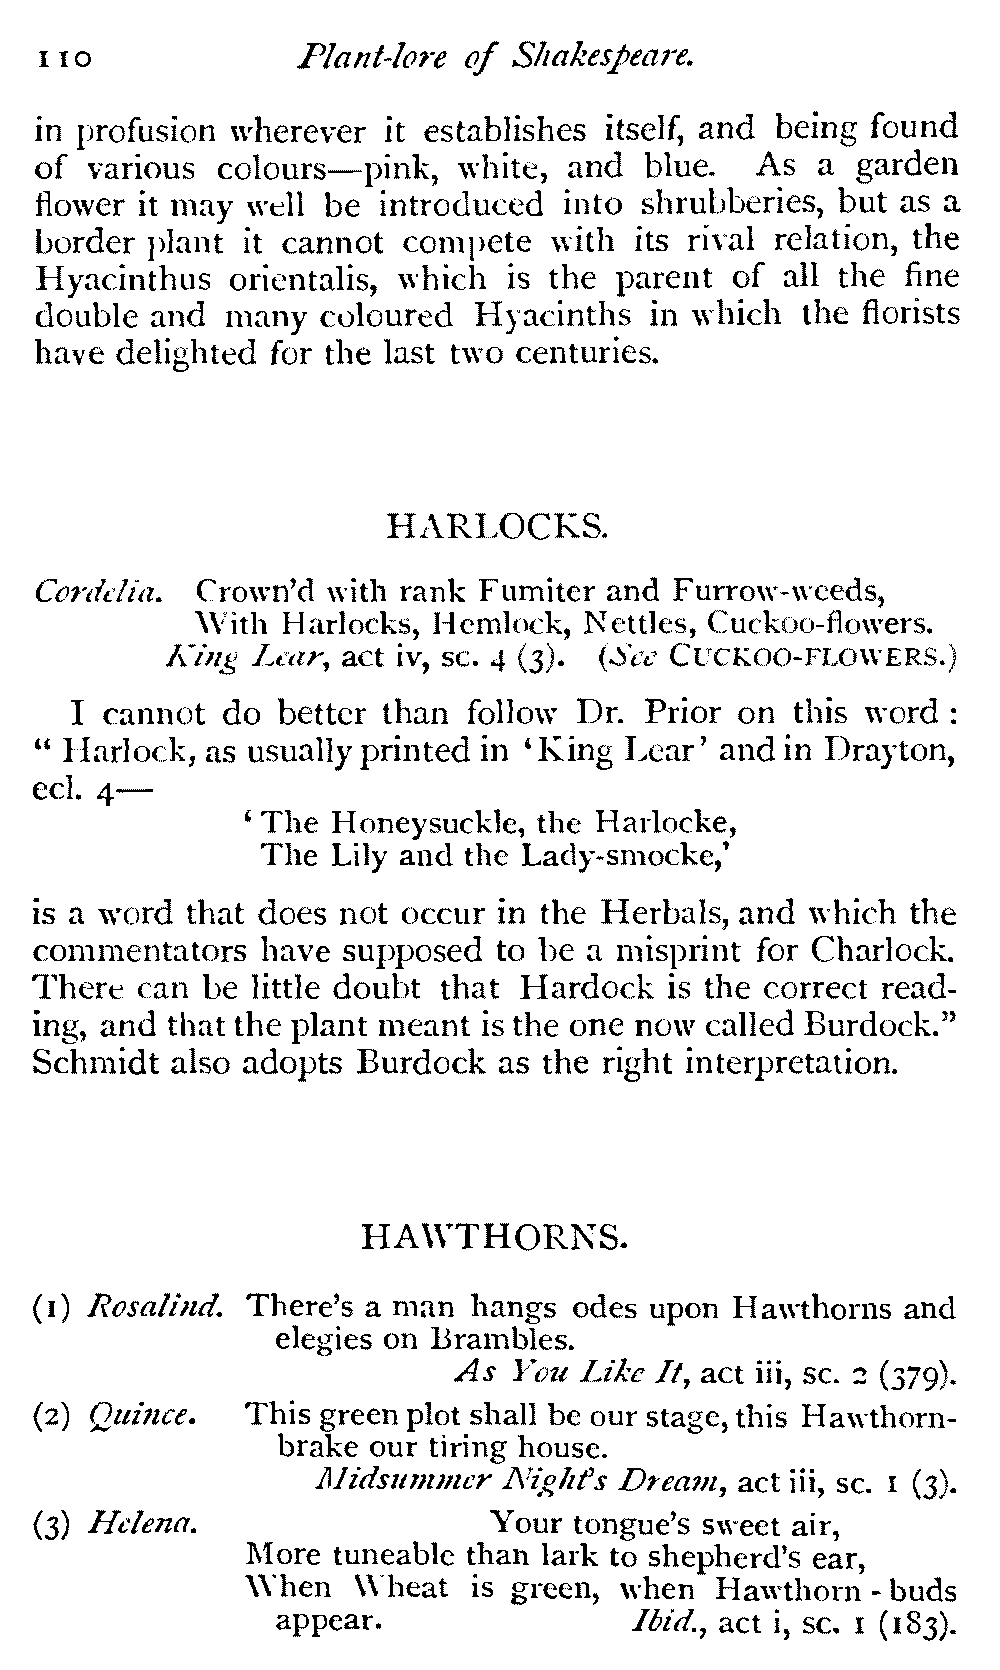 110 Plant-lore of Shakespeare.
in profusion wherever it establishes itself, and being found
of various colours—pink, white, and blue. As a garden
flower it may well be introduced into shrubberies, but as a
border plant it cannot compete with its rival relation, the
Hyacinthus orientalis, which is the parent of all the fine
double and many coloured Hyacinths in which the florists
have delighted for the last two centuries.
HARLOCKS.
Cordelia. Crown'd with rank Fumiter and Furrow-weeds,
With Harlocks, Hemlock, Nettles, Cuckoo-flowers.
King Lear, act iv, sc. 4 (3). (See CUCKOO-FLOWERS.)
I cannot do better than follow Dr. Prior on this word :
" Harlock, as usually printed in 'King Lear' and in Drayton,
ecl. 4—
' The Honeysuckle, the Harlocke,
The Lily and the Lady-smocke,'
is a word that does not occur in the Herbals, and which the
commentators have supposed to be a misprint for Charlock.
There can be little doubt that Hardock is the correct read-
ing, and that the plant meant is the one now called Burdock."
Schmidt also adopts Burdock as the right interpretation.
HAWTHORNS.
(1) Rosalind. There's a man hangs odes upon Hawthorns and
elegies on Brambles.
As You Like It, act iii, sc. 2 (379).
(2) Quince. This green plot shall be our stage, this Hawthorn-
brake our tiring house.
Midsummer Night's Dream, act iii, sc. 1 (3).
(3) Helena. Your tongue's sweet air,
More tuneable than lark to shepherd's ear,
When Wheat is green, when Hawthorn-buds
appear. Ibid., act i, sc. 1 (183).